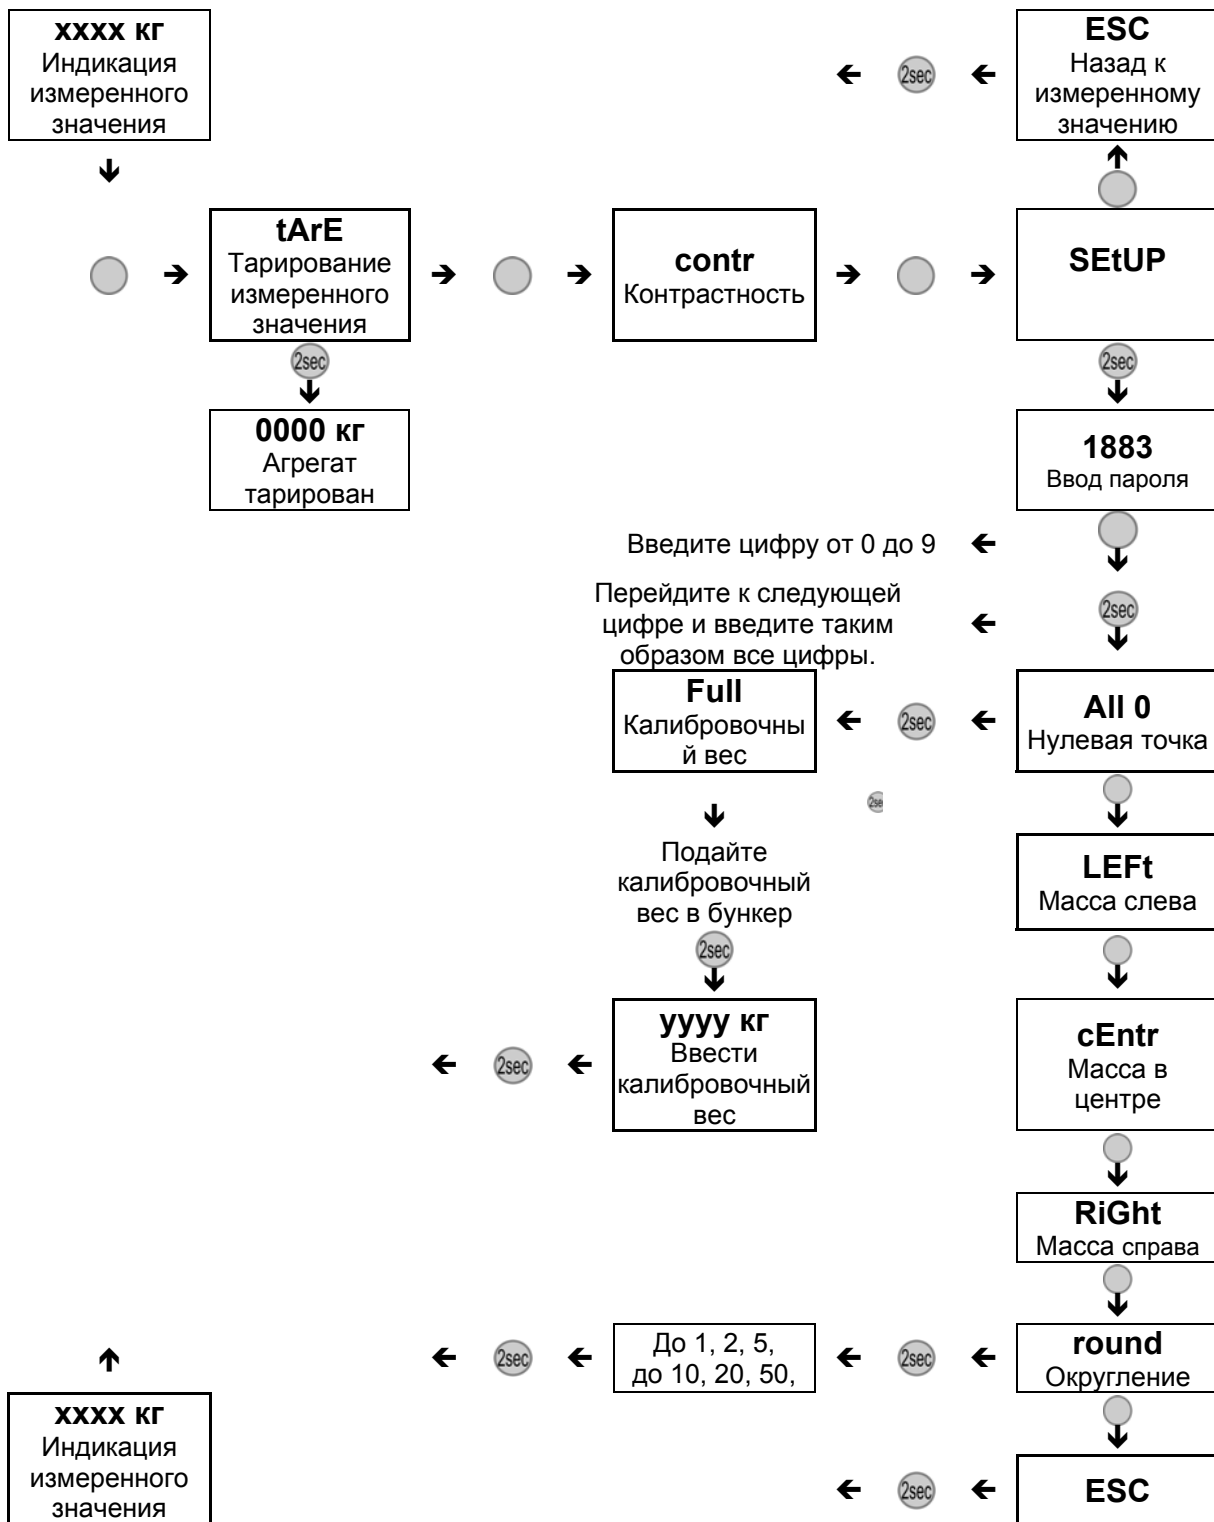 xxxx кг
Индикация
измеренного
значения
2sec
ESC
Назад к
измеренному
значению
tArE
Тарирование
измеренного
значения
contr
Контрастность
SEtUP
2sec
2sec
0000 кг
Агрегат
тарирован
1883
Ввод пароля
Введите цифру от 0 до 9
Перейдите к следующей
цифре и введите таким
образом все цифры.
2sec
Full
Калибровочны
й вес
2sec
All 0
Нулевая точка
2se
Подайте
калибровочный
вес в бункер
LEFt
Масса слева
2sec
2sec
yyyy кг
Ввести
калибровочный
вес
cEntr
Масса в
центре
RiGht
Масса справа
2sec
До 1, 2, 5,
до 10, 20, 50,
2sec
round
Округление
xxxx кг
Индикация
измеренного
значения
2sec
ESC